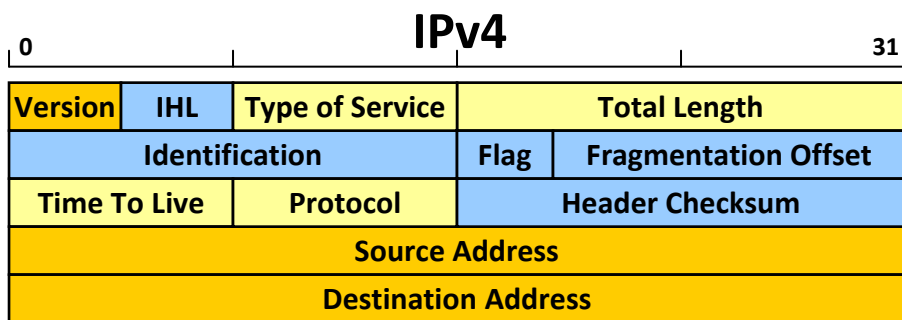 IPv4
0 31
Version IHL Type of Service Total Length
Identification Flag Fragmentation Offset
Time To Live Protocol Header Checksum
Source Address
Destination Address